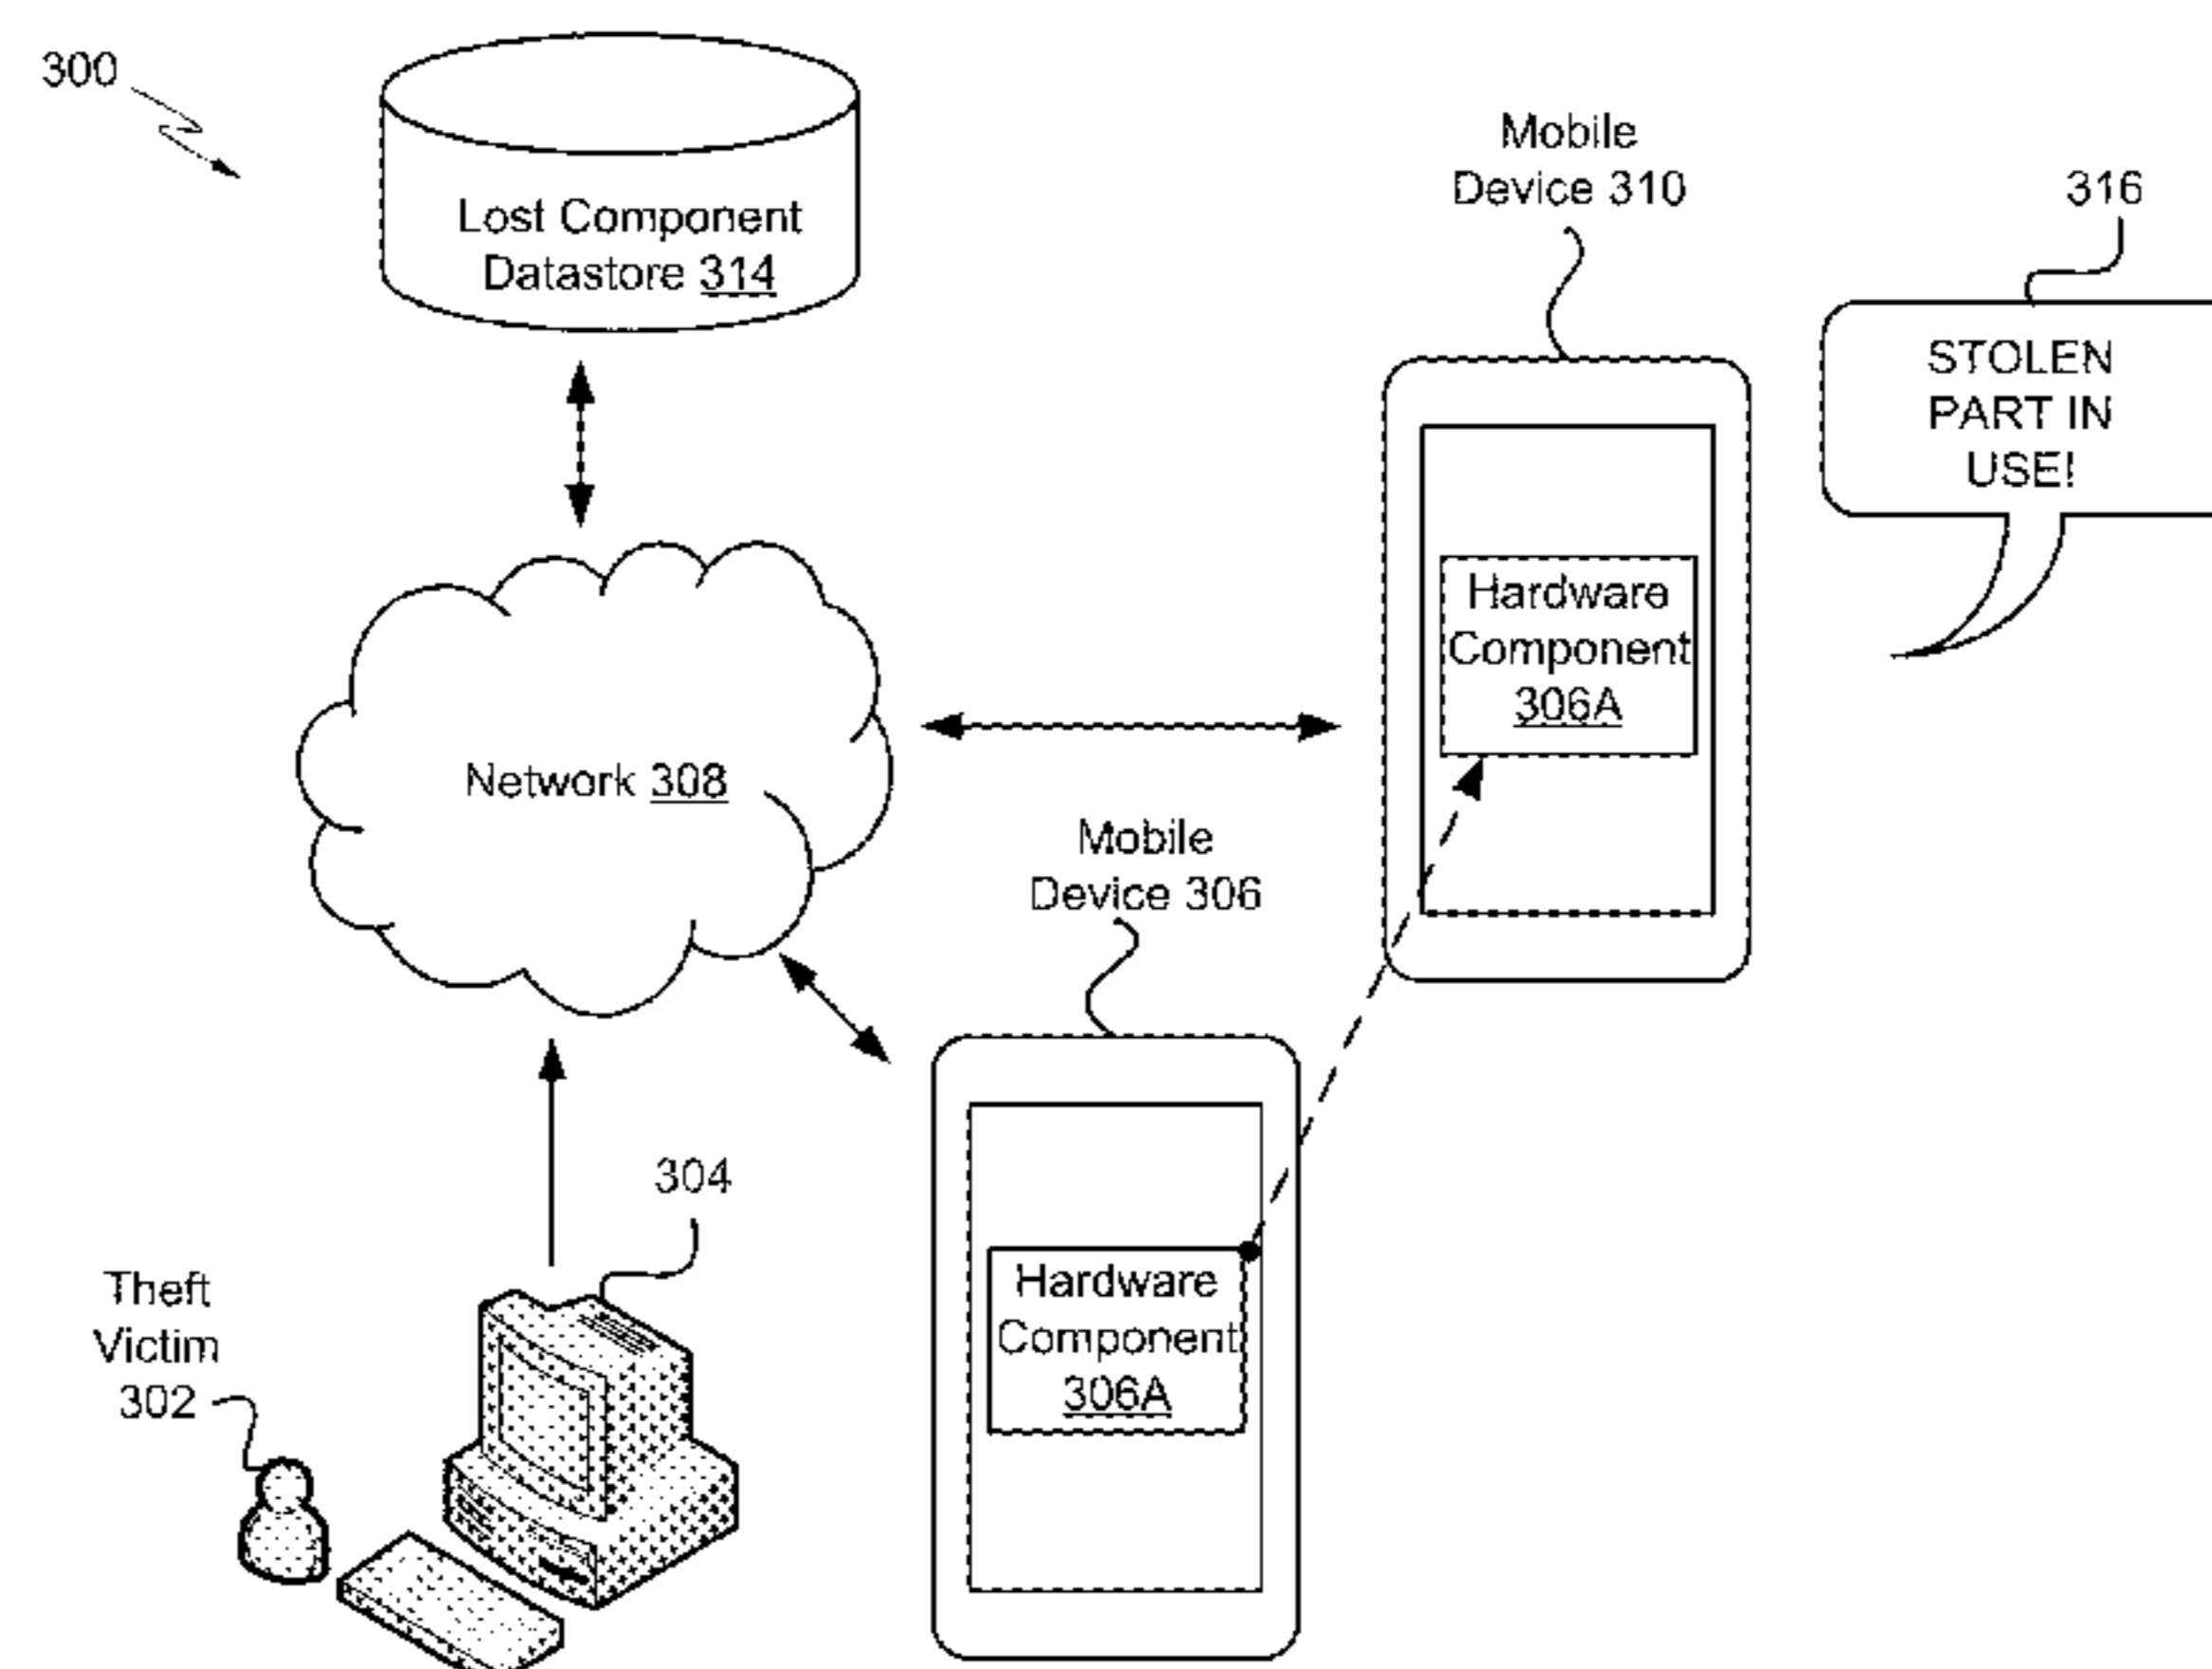 300
Lost Component
Datastore 314
Mobile
Device 310
316
STOLEN
PART IN
USE!
Hardware
Component
306A
Network 308
Mobile
Device 306
304
Hardware
Component
306A
Theft
Victim
302